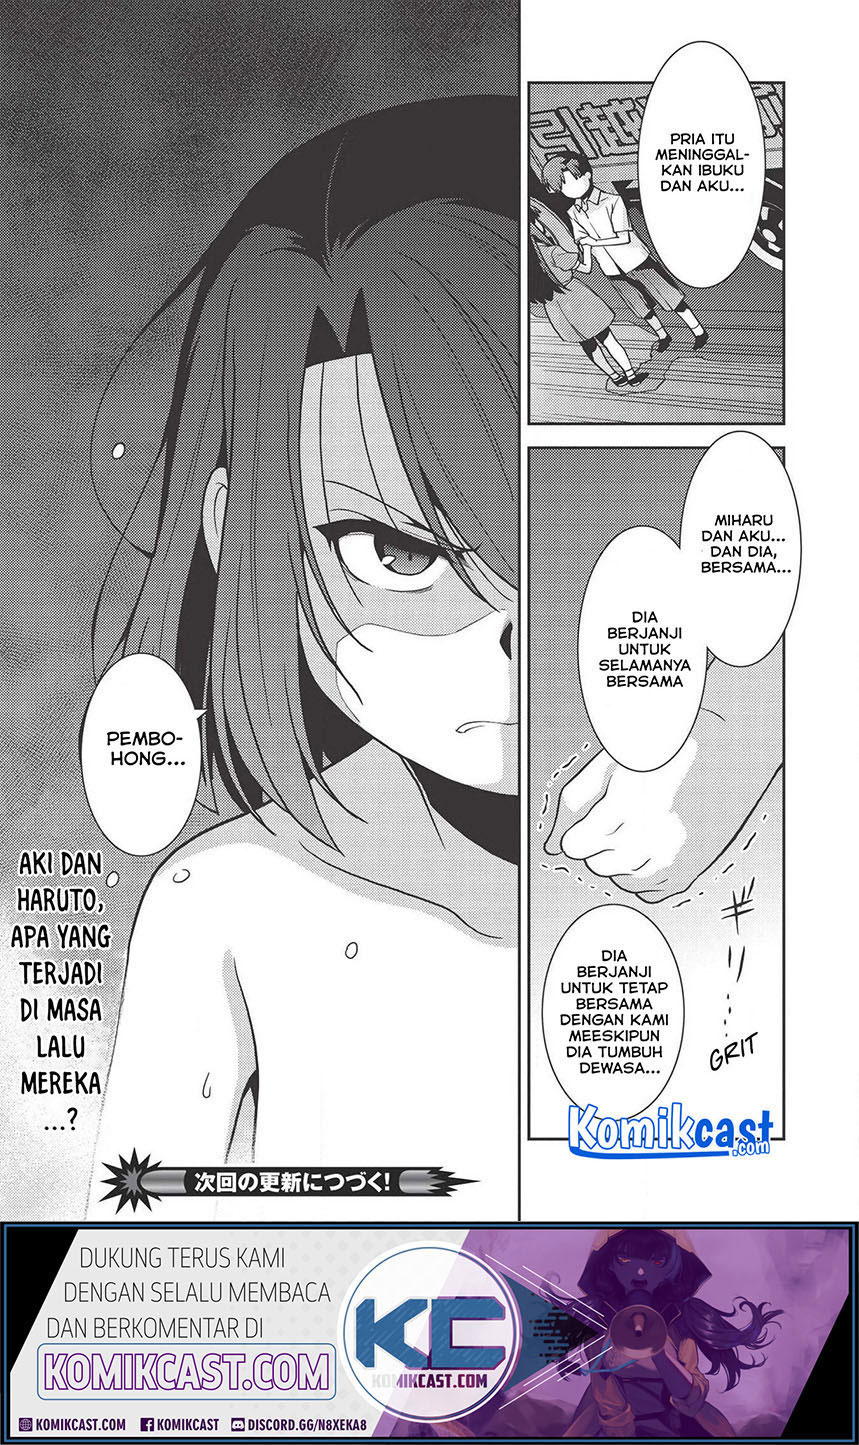 引越
PRIA ITU
MENINGGAL-
KAN IBUKU
DAN AKU...
MIHARU
DAN AKU...
DAN DIA,
BERSAMA...
DIA
BERJANJI
UNTUK
SELAMANYA
BERSAMA
DIA
BERJANJI
UNTUK TETAP
BERSAMA
DENGAN KAMI
MEESKIPUN
DIA TUMBUH
DEWASA...
GRIT
PEMBO-
HONG...
AKI DAN
HARUTO,
APA YANG
TERJADI
DI MASA
LALU
MEREKA
...?
次回の更新につづく!
Komikcast
.com
DUKUNG TERUS KAMI
DENGAN SELALU MEMBACA
DAN BERKOMENTAR DI
KOMIKCAST.COM
KC
KOMIKCAST.COM
KOMIKCAST.COM KOMIKCAST DISCORD.GG/N8XEKA8